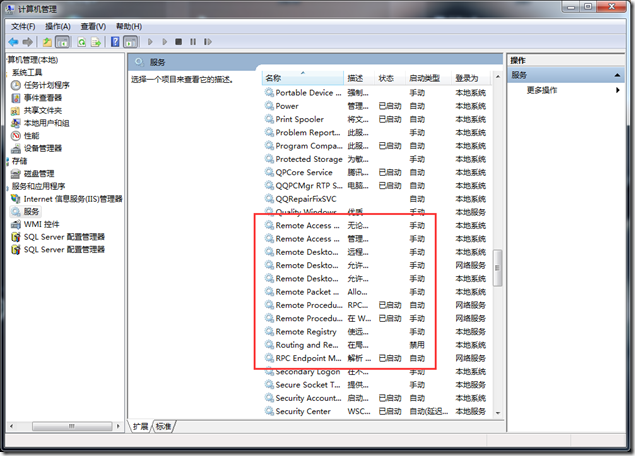 计算机管理
文件(F) 操作(A) 查看(V) 帮助(H)
算机管理(本地)
系统工具
任务计划程序
事件查看器
共享文件夹
本地用户和组
性能
设备管理器
存储
磁盘管理
服务和应用程序
Internet 信息服务(IIS)管理器
服务
WMI 控件
SQL Server 配置管理器
SQL Server 配置管理器
服务
选择一个项目来查看它的描述。
名称 描述 状态 启动类型 登录为
Portable Device ... 强制... 手动 本地系统
Power 管理... 已启动 自动 本地系统
Print Spooler 将文... 已启动 自动 本地系统
Problem Report... 此服... 手动 本地系统
Program Compa... 此服... 已启动 自动 本地系统
Protected Storage 为敏... 手动 本地系统
QPCore Service 腾讯... 已启动 自动 本地系统
QQPCMgr RTP S... 电脑... 已启动 自动 本地系统
QQRepairFixSVC 自动 本地系统
Quality Windows... 优质... 手动 本地服务
Remote Access ... 无论... 手动 本地系统
Remote Access ... 管理... 手动 本地系统
Remote Deskto... 远程... 手动 本地系统
Remote Deskto... 允许... 手动 网络服务
Remote Deskto... 允许... 手动 本地系统
Remote Packet ... Allo... 手动 本地系统
Remote Procedu... RPC... 已启动 自动 网络服务
Remote Procedu... 在 W... 已启动 手动 网络服务
Remote Registry 使远... 手动 本地服务
Routing and Re... 在局... 禁用 本地系统
RPC Endpoint M... 解析 ... 已启动 自动 网络服务
Secondary Logon 在不... 手动 本地系统
Secure Socket T... 提供... 手动 本地服务
Security Account... 启动... 已启动 自动 本地系统
Security Center WSC... 已启动 自动(延迟... 本地服务
扩展 标准
操作
服务
更多操作